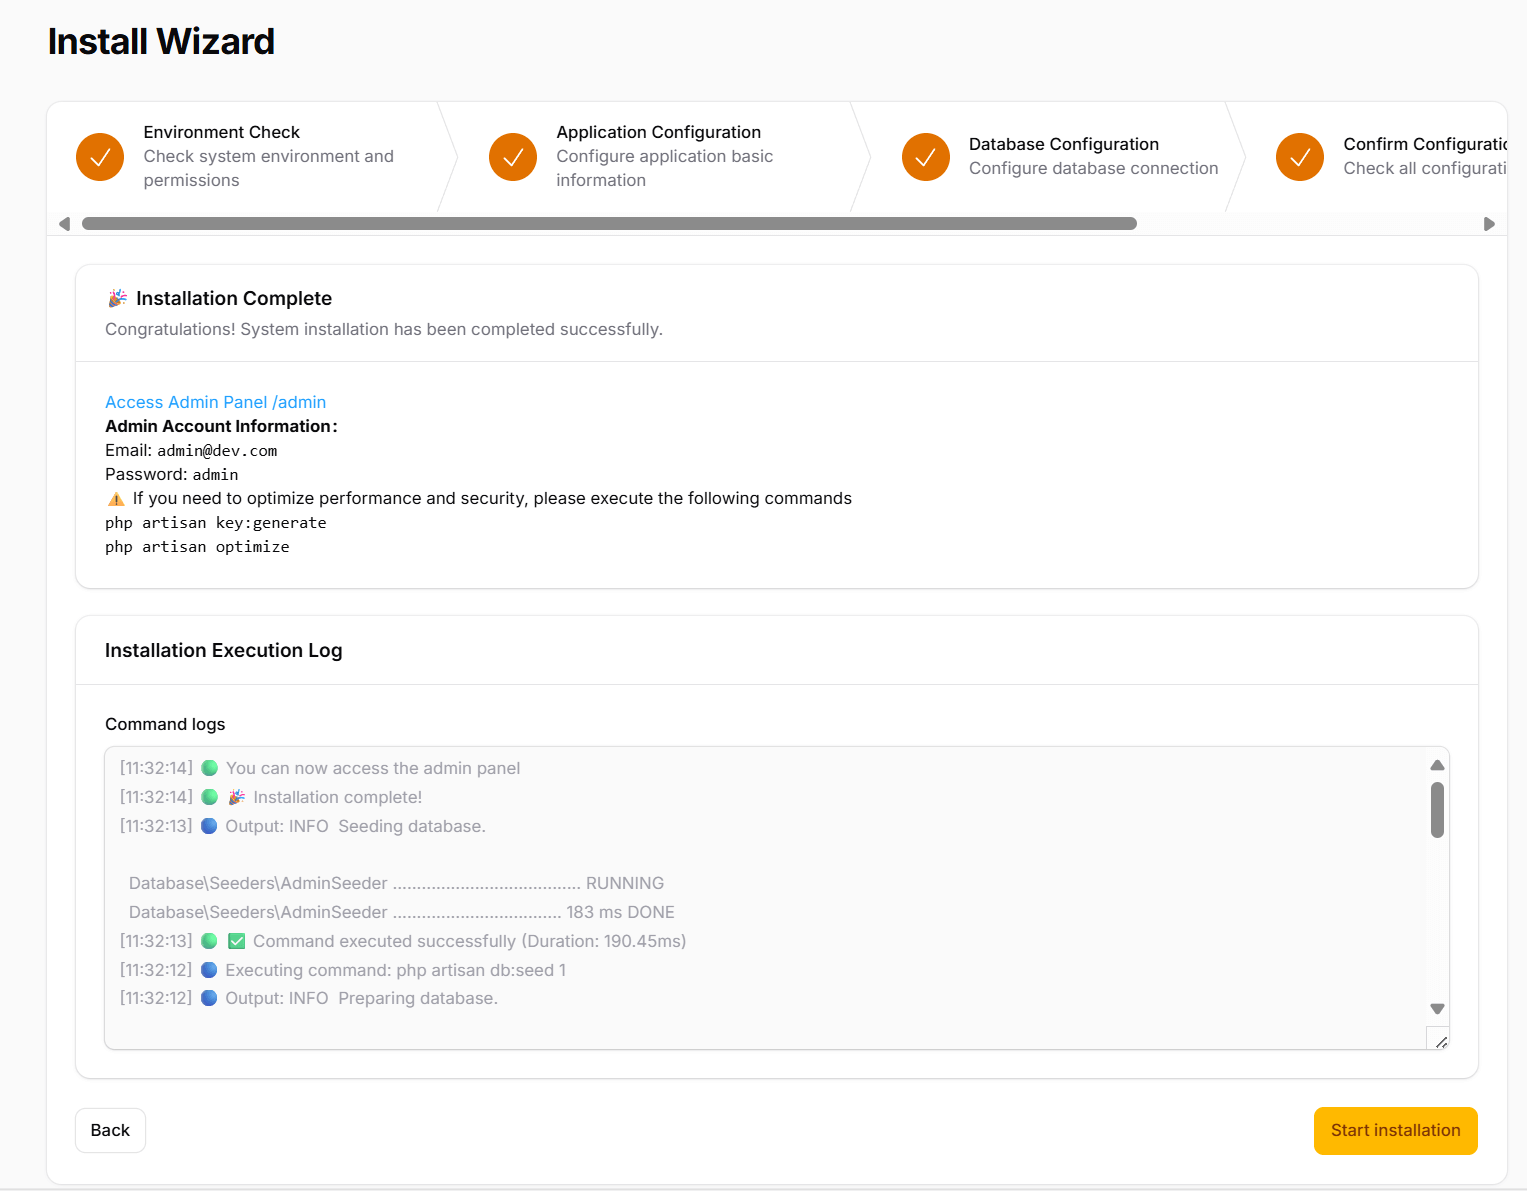 Install Wizard
Environment Check
Check system environment and
permissions
Application Configuration
Configure application basic
information
Database Configuration
Configure database connection
Confirm Configuratio
Check all configurati
🎉 Installation Complete
Congratulations! System installation has been completed successfully.
Access Admin Panel /admin
Admin Account Information:
Email: admin@dev.com
Password: admin
⚠️ If you need to optimize performance and security, please execute the following commands
php artisan key:generate
php artisan optimize
Installation Execution Log
Command logs
[11:32:14] 🟢 You can now access the admin panel
[11:32:14] 🟢 🎉 Installation complete!
[11:32:13] 🔵 Output: INFO  Seeding database.
Database\Seeders\AdminSeeder ....................................... RUNNING
Database\Seeders\AdminSeeder ................................... 183 ms DONE
[11:32:13] 🟢 ✅ Command executed successfully (Duration: 190.45ms)
[11:32:12] 🔵 Executing command: php artisan db:seed 1
[11:32:12] 🔵 Output: INFO  Preparing database.
Back
Start installation